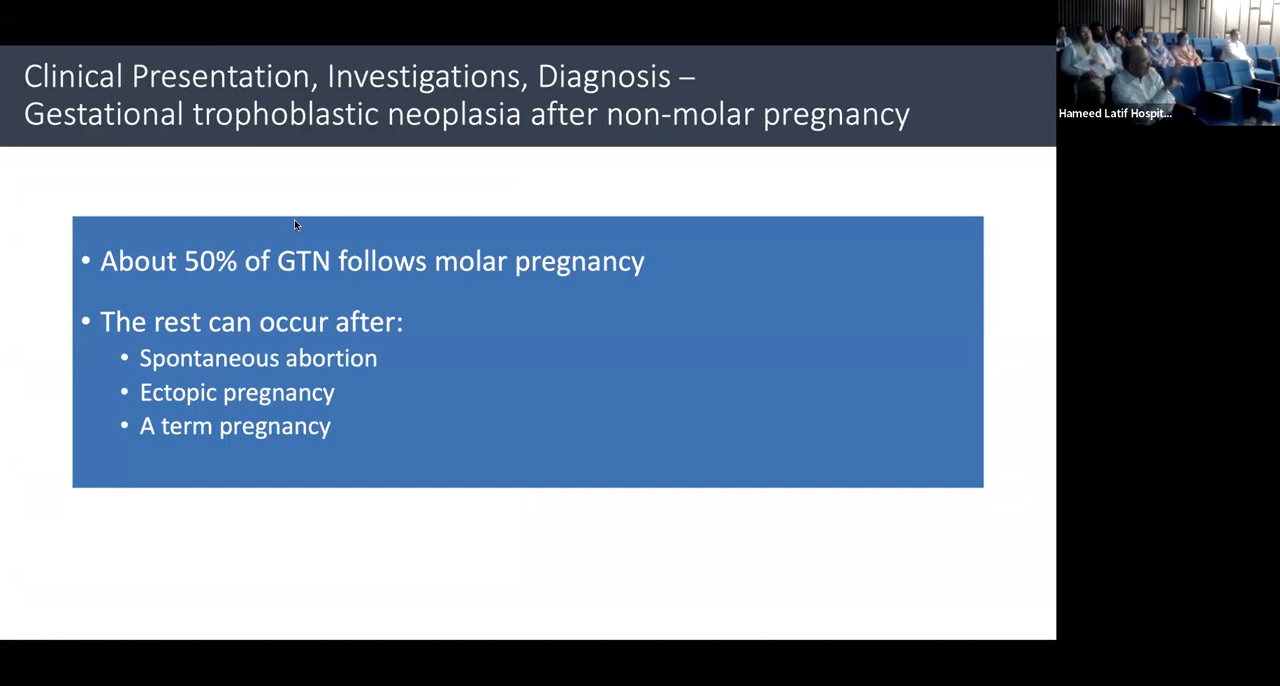 Clinical Presentation, Investigations, Diagnosis –
Gestational trophoblastic neoplasia after non-molar pregnancy
Hameed Latif Hospit...
• About 50% of GTN follows molar pregnancy
• The rest can occur after:
• Spontaneous abortion
• Ectopic pregnancy
• A term pregnancy